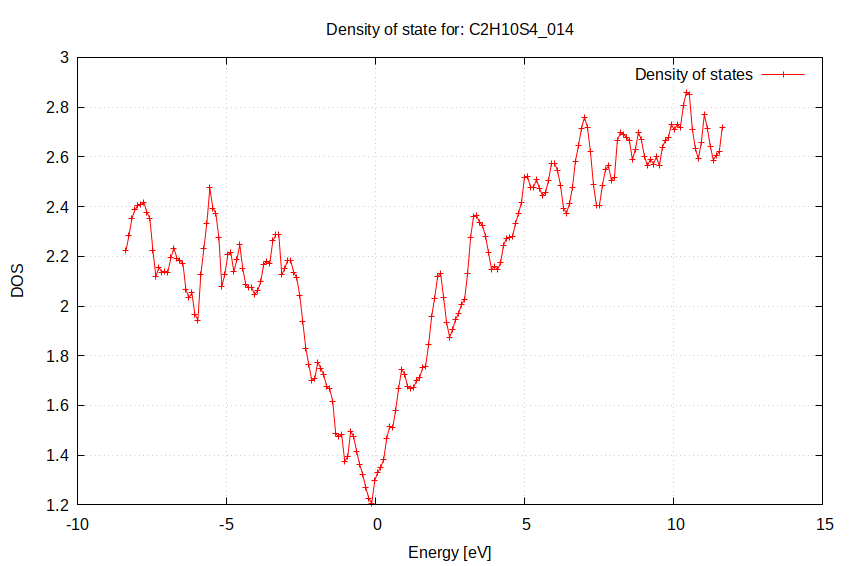 Density of state for: C2H10S4_014
Density of states
3
2.8
2.6
2.4
2.2
2
1.8
1.6
1.4
1.2
DOS
-10 -5 0 5 10 15
Energy [eV]